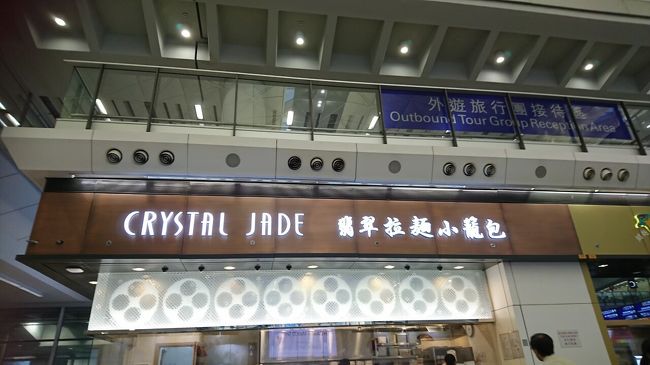 外遊旅行團接待區
Outbound Tour Group Reception Area
CRYSTAL JADE 翡翠拉麵小籠包